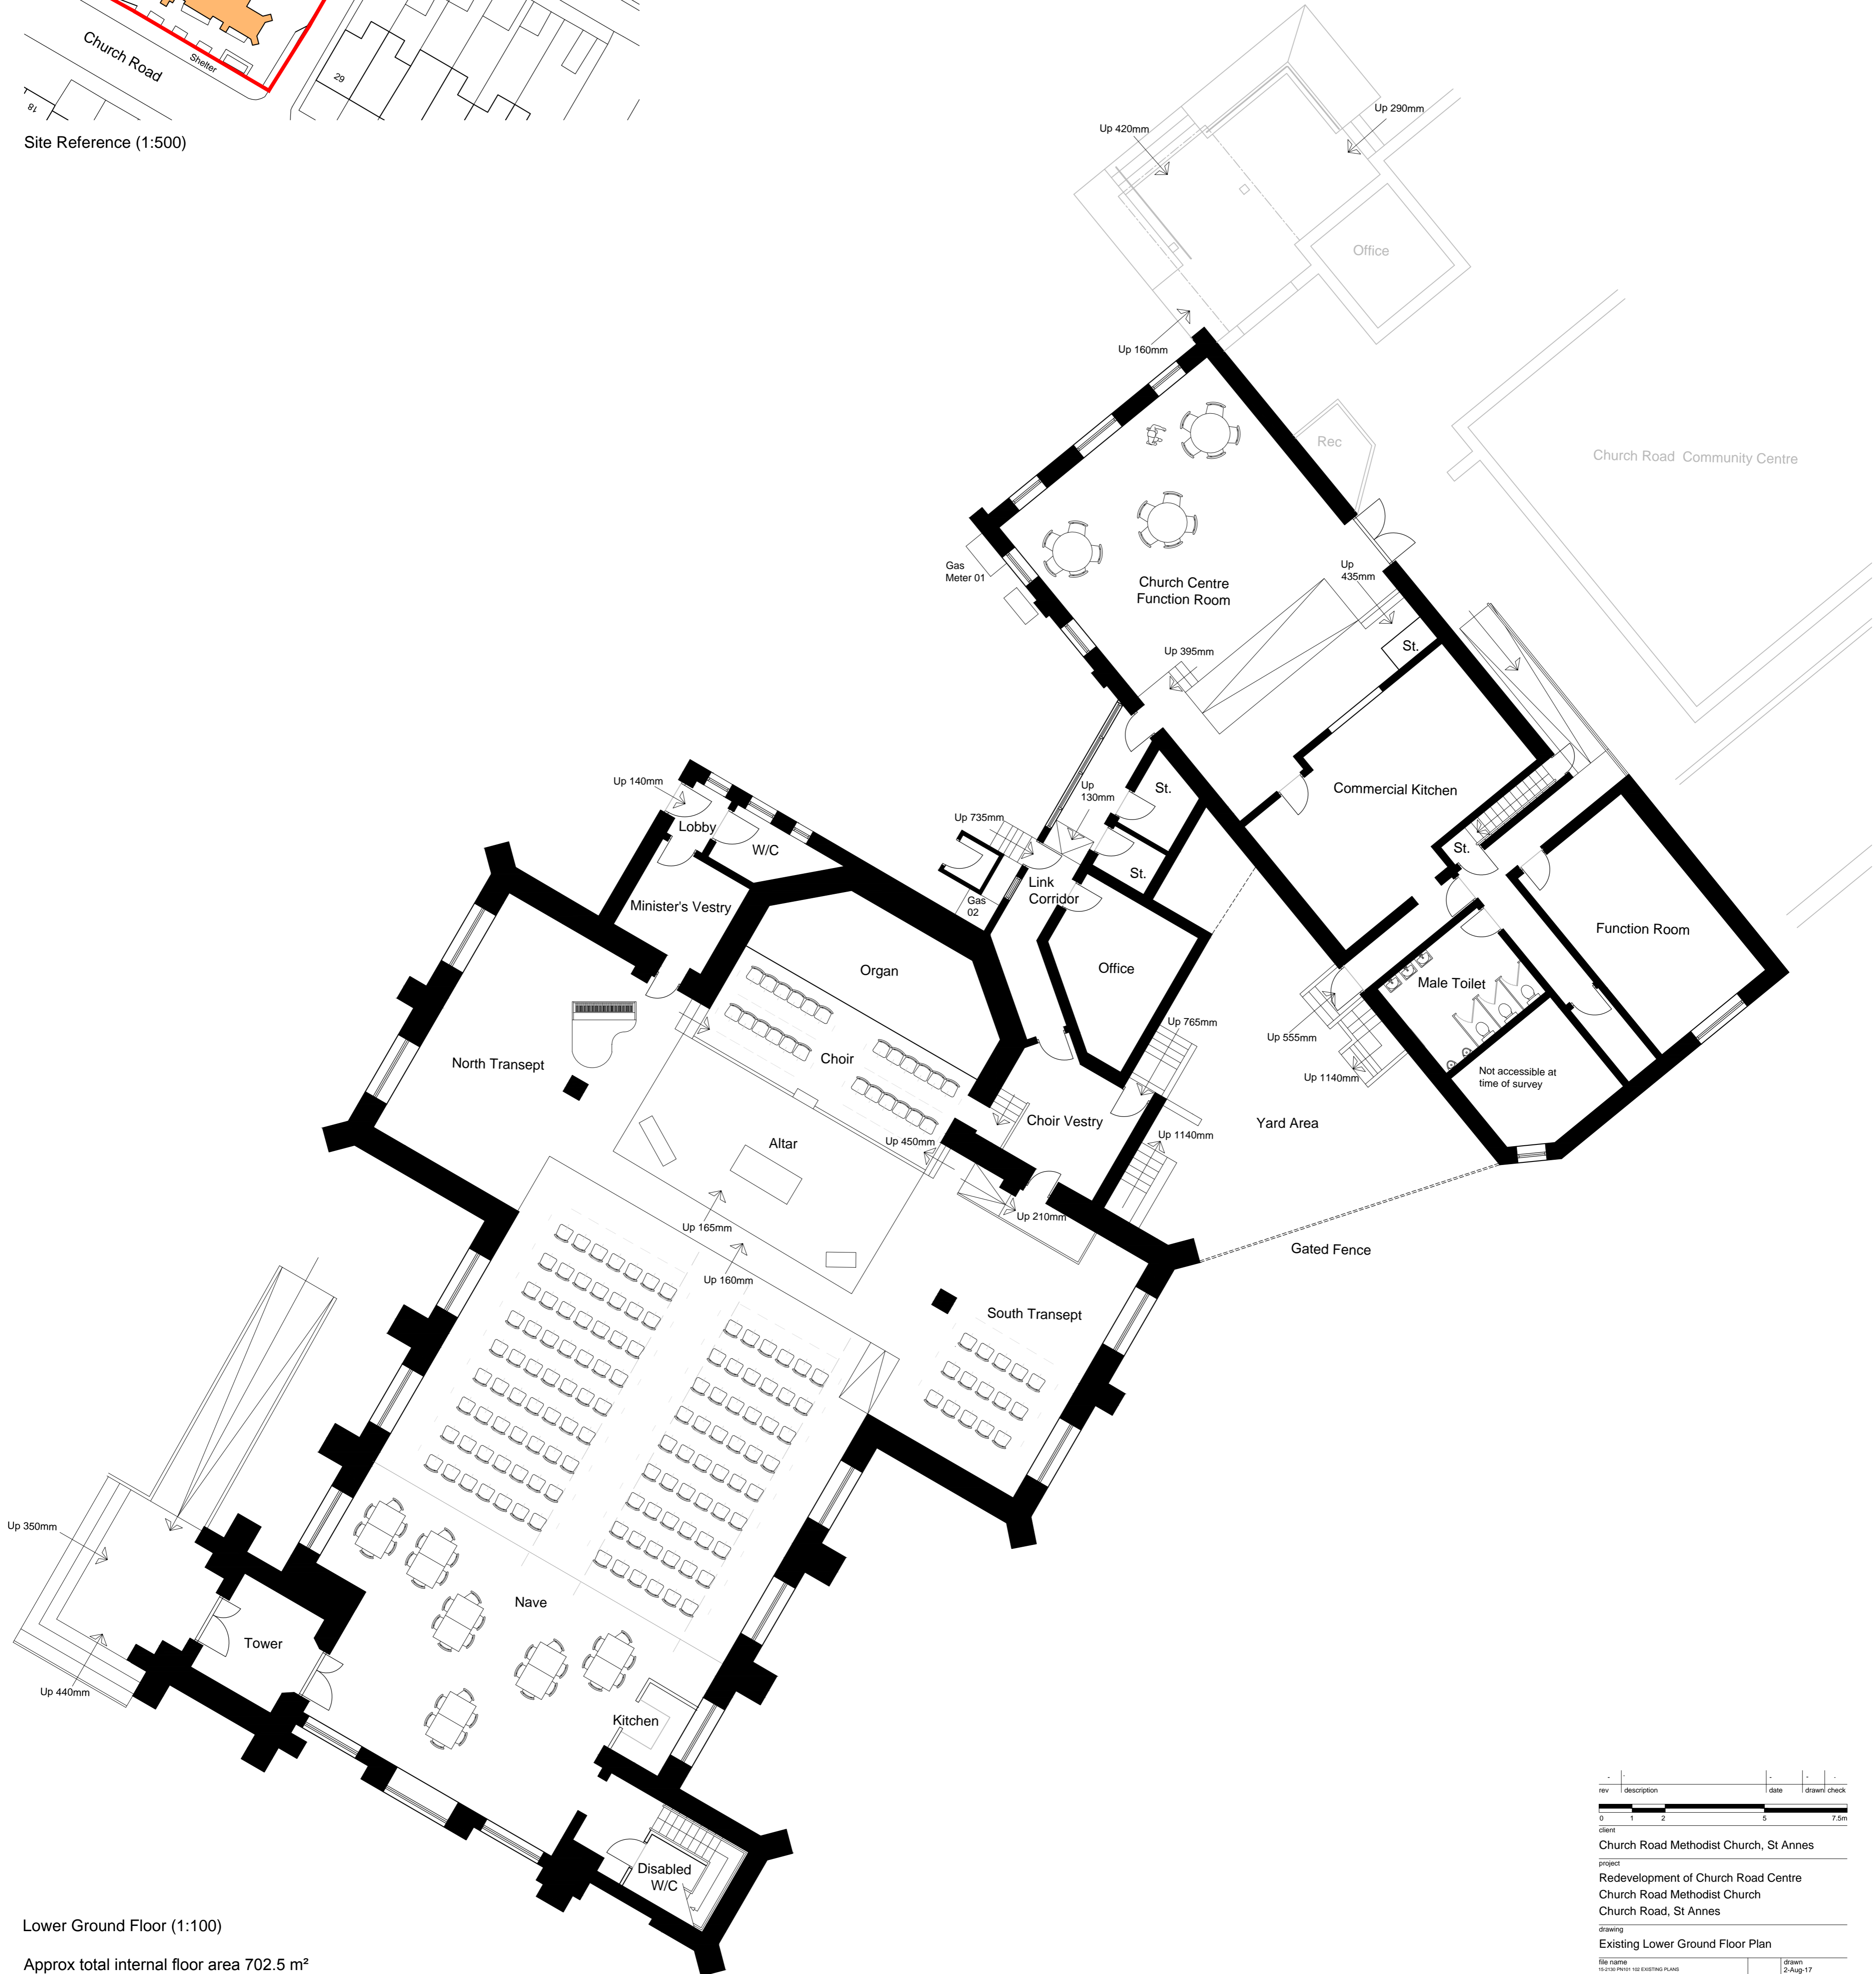 Church Road
Shelter
29
18
Site Reference (1:500)
Up 290mm
Up 420mm
Office
Up 160mm
Rec
Church Road Community Centre
Gas
Meter 01
Church Centre
Function Room
Up
435mm
St.
Up 395mm
Commercial Kitchen
Up 140mm
Lobby
W/C
Up
130mm
St.
Up 735mm
St.
St.
Link
Corridor
Gas
02
Minister's Vestry
Organ
Office
Function Room
Male Toilet
Up 765mm
Up 555mm
Up 1140mm
Not accessible at
time of survey
North Transept
Choir
Choir Vestry
Yard Area
Altar
Up 450mm
Up 1140mm
Up 165mm
Up 210mm
Gated Fence
Up 160mm
South Transept
Up 350mm
Nave
Tower
Up 440mm
Kitchen
Disabled
W/C
Lower Ground Floor (1:100)
Approx total internal floor area 702.5 m²
- - - - -
rev description date drawn check
0 1 2 5 7.5m
client
Church Road Methodist Church, St Annes
project
Redevelopment of Church Road Centre
Church Road Methodist Church
Church Road, St Annes
drawing
Existing Lower Ground Floor Plan
file name drawn
15-2130 PN101 102 EXISTING PLANS 2-Aug-17